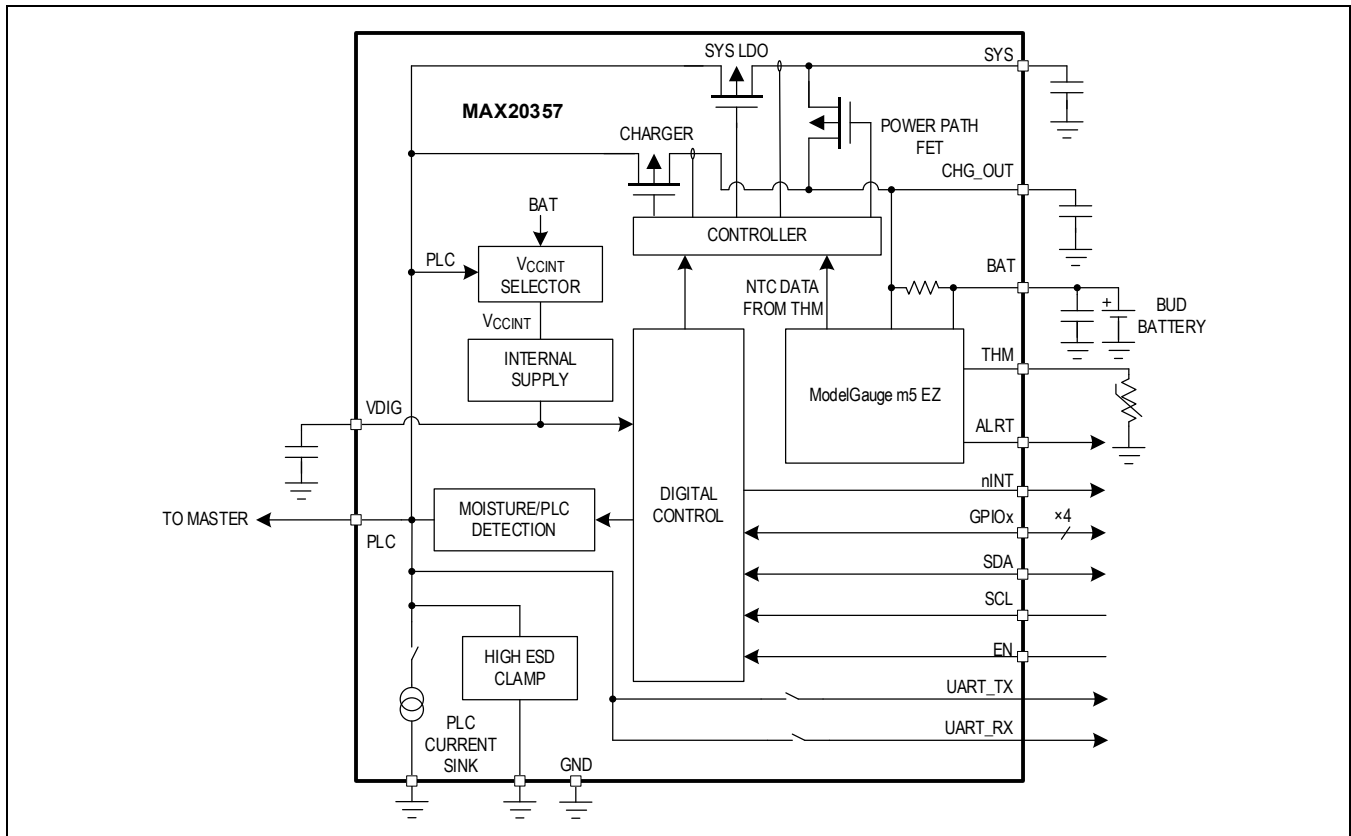 SYS LDO
SYS
MAX20357
POWER PATH
FET
CHARGER
CHG_OUT
BAT
CONTROLLER
PLC
VCCINT
SELECTOR
NTC DATA
FROM THM
BAT
+
BUD
BATTERY
VCCINT
INTERNAL
SUPPLY
THM
ModelGauge m5 EZ
VDIG
ALRT
nINT
DIGITAL
CONTROL
MOISTURE/PLC
DETECTION
TO MASTER
PLC
GPIOx
×4
SDA
SCL
EN
HIGH ESD
CLAMP
UART_TX
UART_RX
PLC
CURRENT
SINK
GND